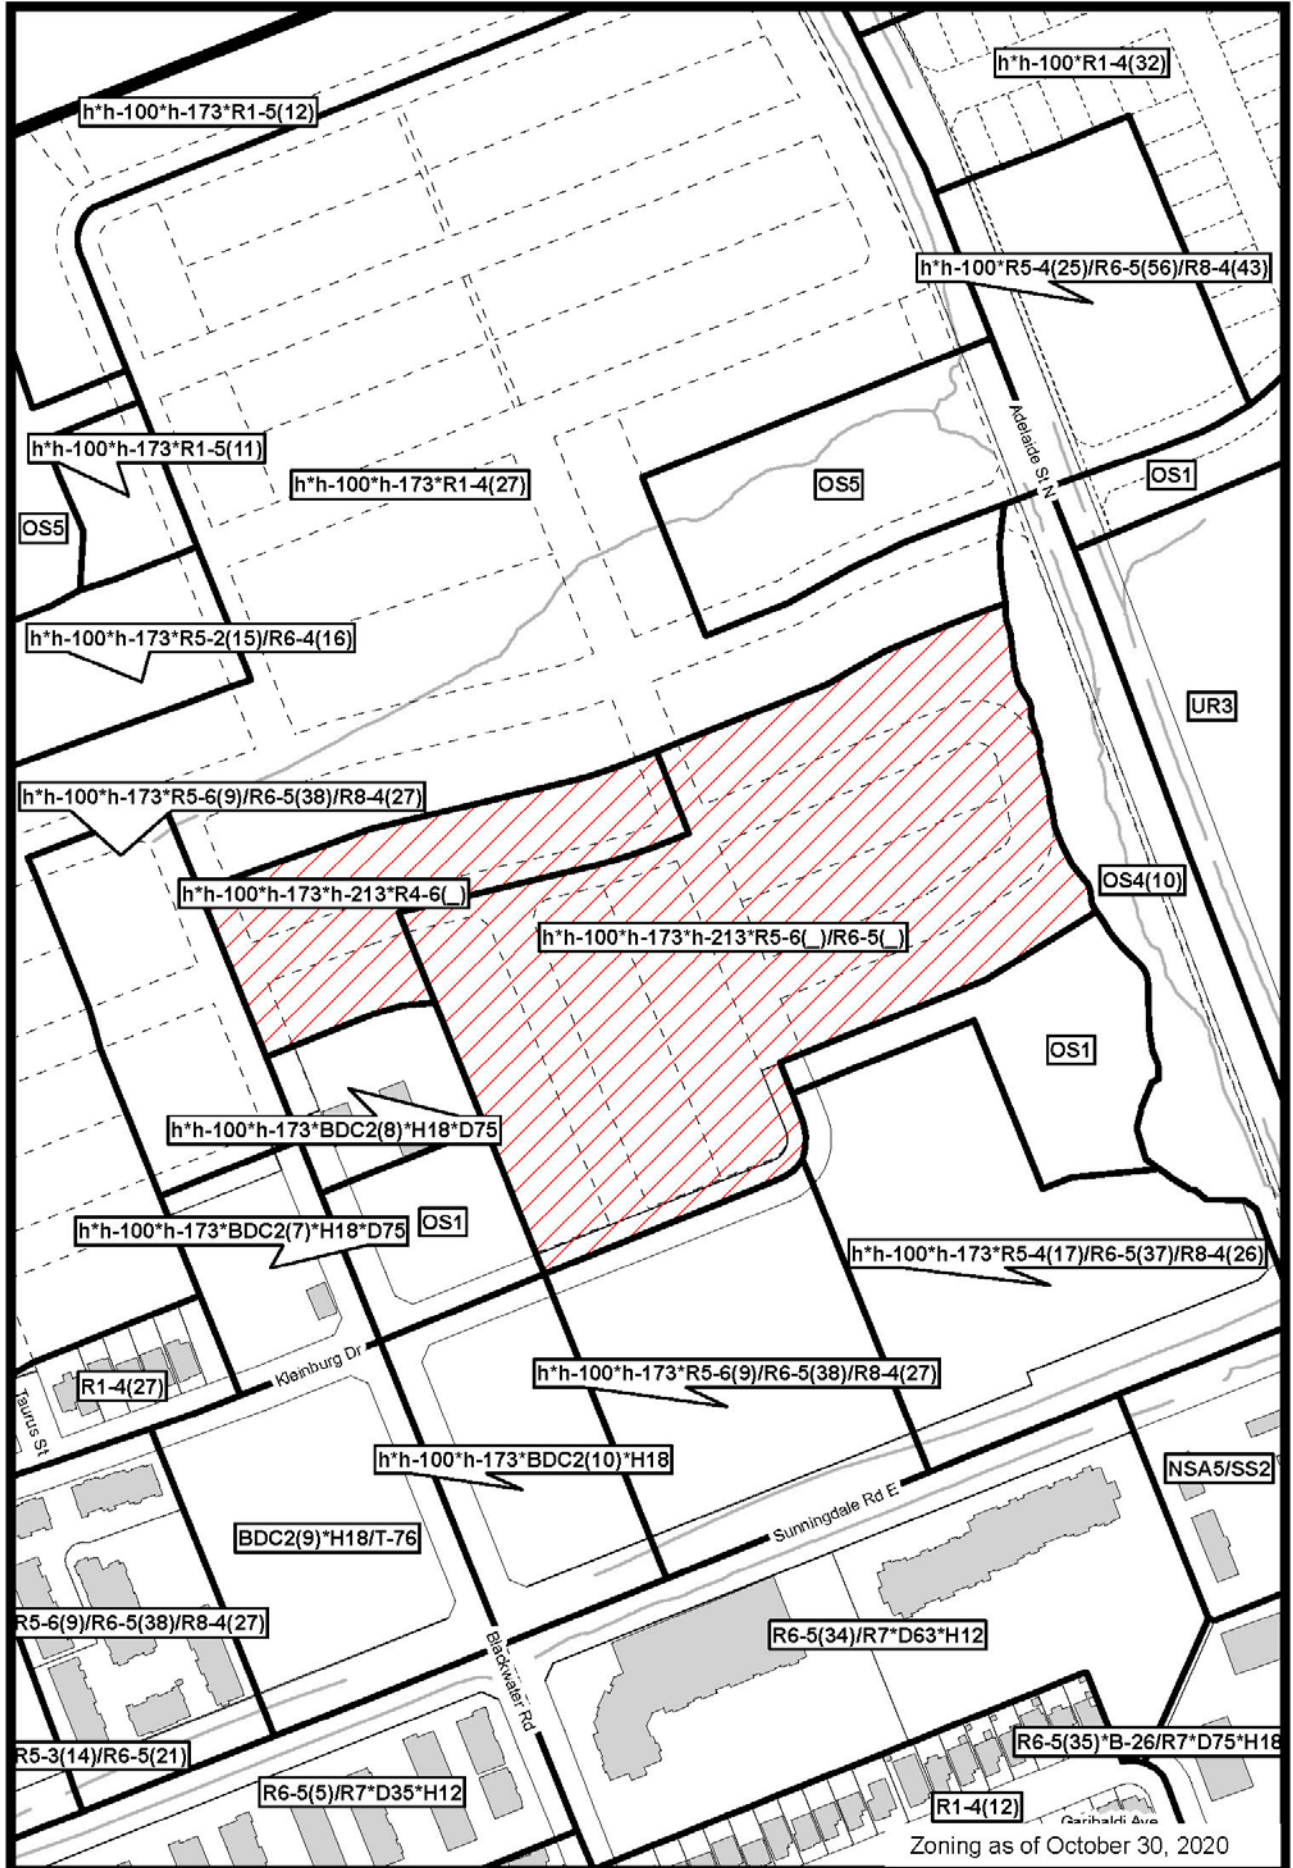 h*h-100*R1-4(32)
h*h-100*h-173*R1-5(12)
h*h-100*R5-4(25)/R6-5(56)/R8-4(43)
Adelaide St N
h*h-100*h-173*R1-5(11)
h*h-100*h-173*R1-4(27)
OS5
OS1
OS5
h*h-100*h-173*R5-2(15)/R6-4(16)
UR3
h*h-100*h-173*R5-6(9)/R6-5(38)/R8-4(27)
OS4(10)
h*h-100*h-173*h-213*R4-6(_)
h*h-100*h-173*h-213*R5-6(_)/R6-5(_)
OS1
h*h-100*h-173*BDC2(8)*H18*D75
h*h-100*h-173*BDC2(7)*H18*D75
OS1
h*h-100*h-173*R5-4(17)/R6-5(37)/R8-4(26)
Kleinburg Dr
h*h-100*h-173*R5-6(9)/R6-5(38)/R8-4(27)
R1-4(27)
Taurus St
h*h-100*h-173*BDC2(10)*H18
NSA5/SS2
Sunningdale Rd E
BDC2(9)*H18/T-76
R5-6(9)/R6-5(38)/R8-4(27)
R6-5(34)/R7*D63*H12
Blackwater Rd
R5-3(14)/R6-5(21)
R6-5(35)*B-26/R7*D75*H18
R6-5(5)/R7*D35*H12
R1-4(12)
Garibaldi Ave
Zoning as of October 30, 2020